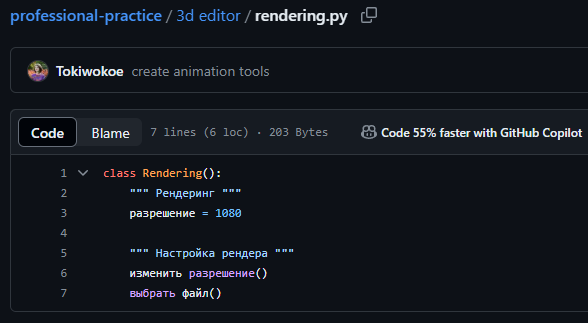 professional-practice / 3d editor / rendering.py
Tokiwokoe create animation tools
Code Blame 7 lines (6 loc) · 203 Bytes Code 55% faster with GitHub Copilot
1 class Rendering():
2 """ Рендеринг """
3 разрешение = 1080
4
5 """ Настройка рендера """
6 изменить разрешение()
7 выбрать файл()